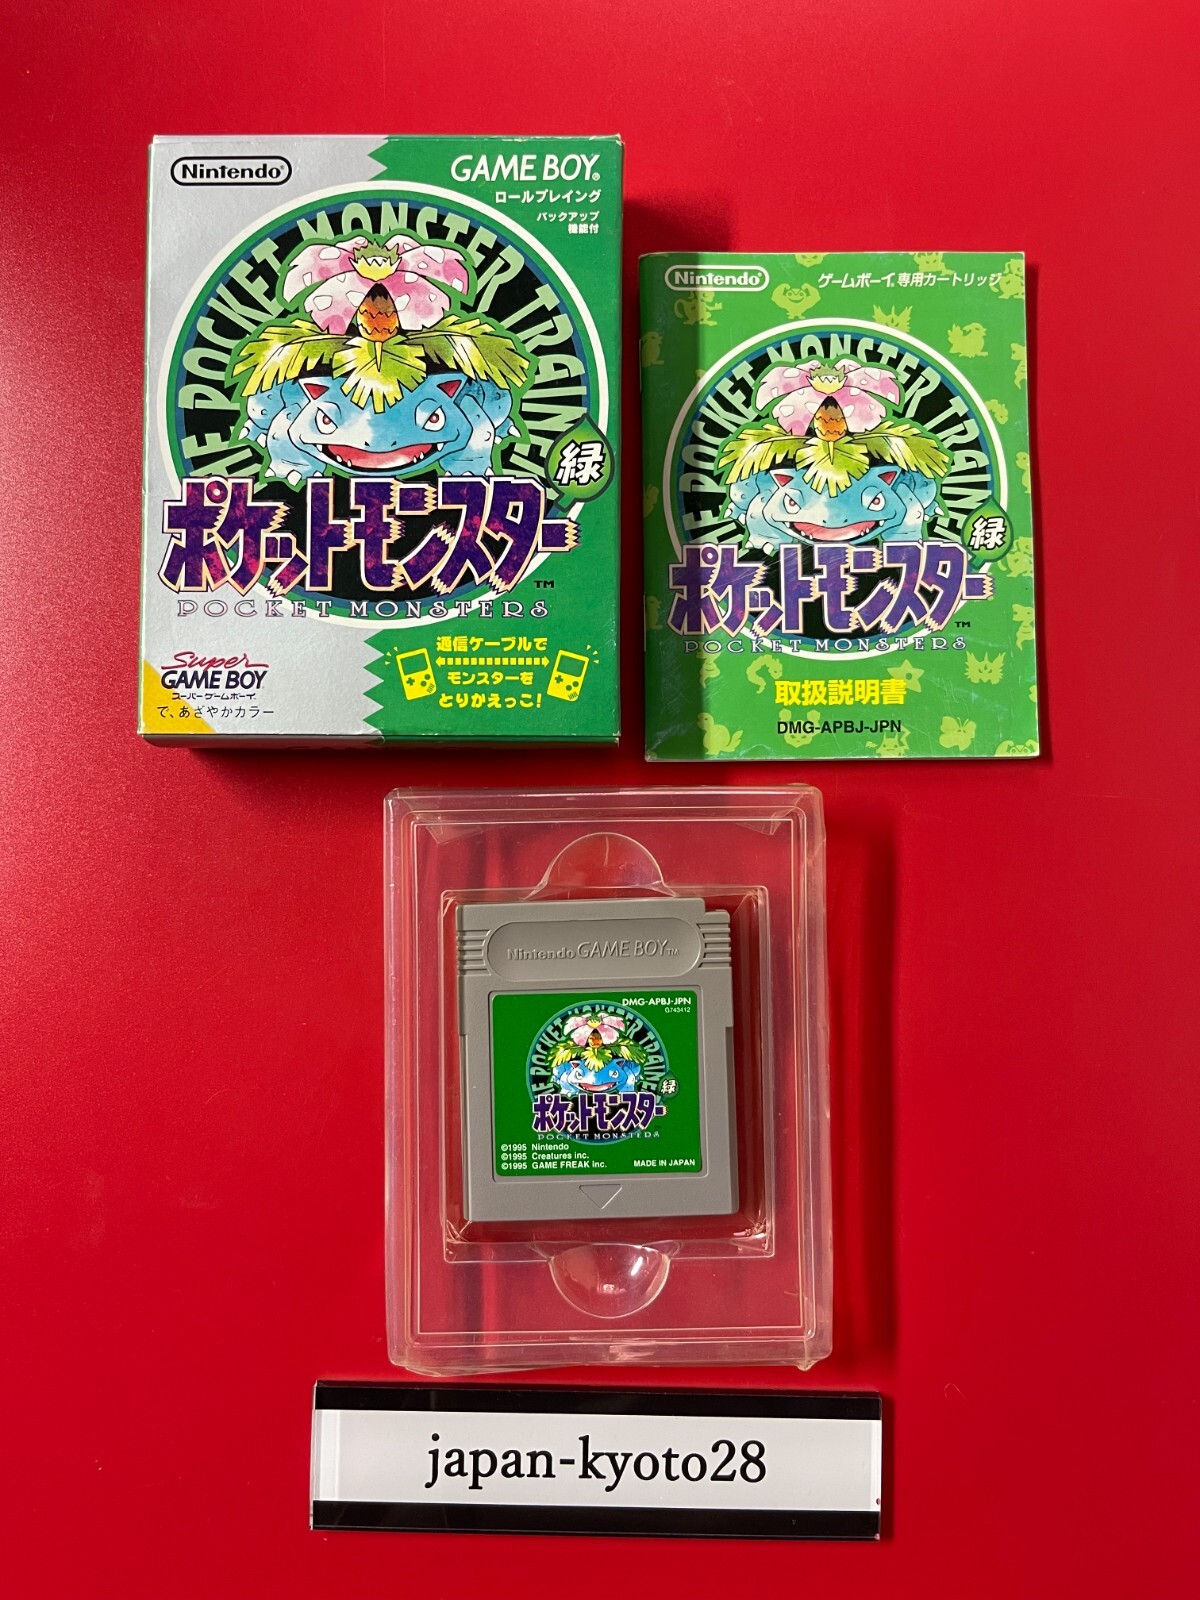 Nintendo®
GAME BOY®
ロールプレイング
バックアップ
機能付
THE POCKET MONSTER TRAINER
緑
ポケットモンスター
TM
POCKET MONSTERS
Super
GAME BOY
スーパーゲームボーイ
で、あざやかカラー
通信ケーブルで
モンスターを
とりかえっこ!
Nintendo®
ゲームボーイ専用カートリッジ
THE POCKET MONSTER TRAINER
緑
ポケットモンスター
TM
POCKET MONSTERS
取扱説明書
DMG-APBJ-JPN
Nintendo GAME BOY TM
DMG-APBJ-JPN
G743412
THE POCKET MONSTER TRAINER
緑
ポケットモンスター
POCKET MONSTERS
©1995 Nintendo
©1995 Creatures inc.
©1995 GAME FREAK inc.
MADE IN JAPAN
japan-kyoto28